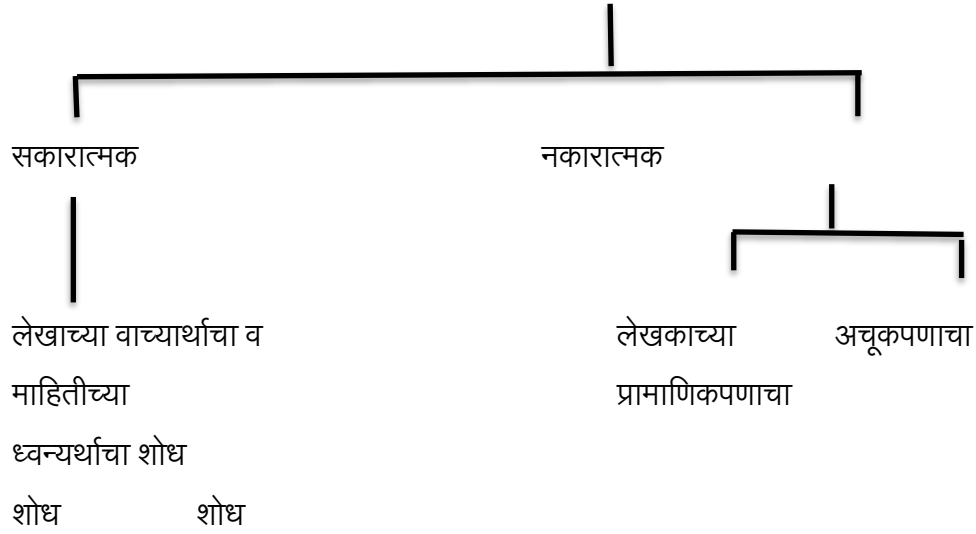 सकारात्मक नकारात्मक
लेखाच्या वाच्यार्थाचा व लेखकाच्या अचूकपणाचा
माहितीच्या प्रामाणिकपणाचा
ध्वन्यर्थाचा शोध
शोध शोध